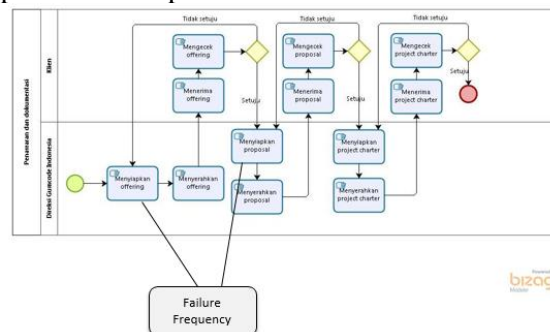 Tidak setuju
Tidak setuju
Tidak setuju
Klien
Mengecek
offering
Mengecek
proposal
Mengecek
project charter
Setuju
Menerima
offering
Menerima
proposal
Menerima
project charter
Setuju
Setuju
Penawaran dan dokumentasi
Direksi Gumcode Indonesia
Menyiapkan
offering
Menyerahkan
offering
Menyiapkan
proposal
Menyerahkan
proposal
Menyiapkan
project charter
Menyerahkan
project charter
Failure
Frequency
bizagi
Modeler